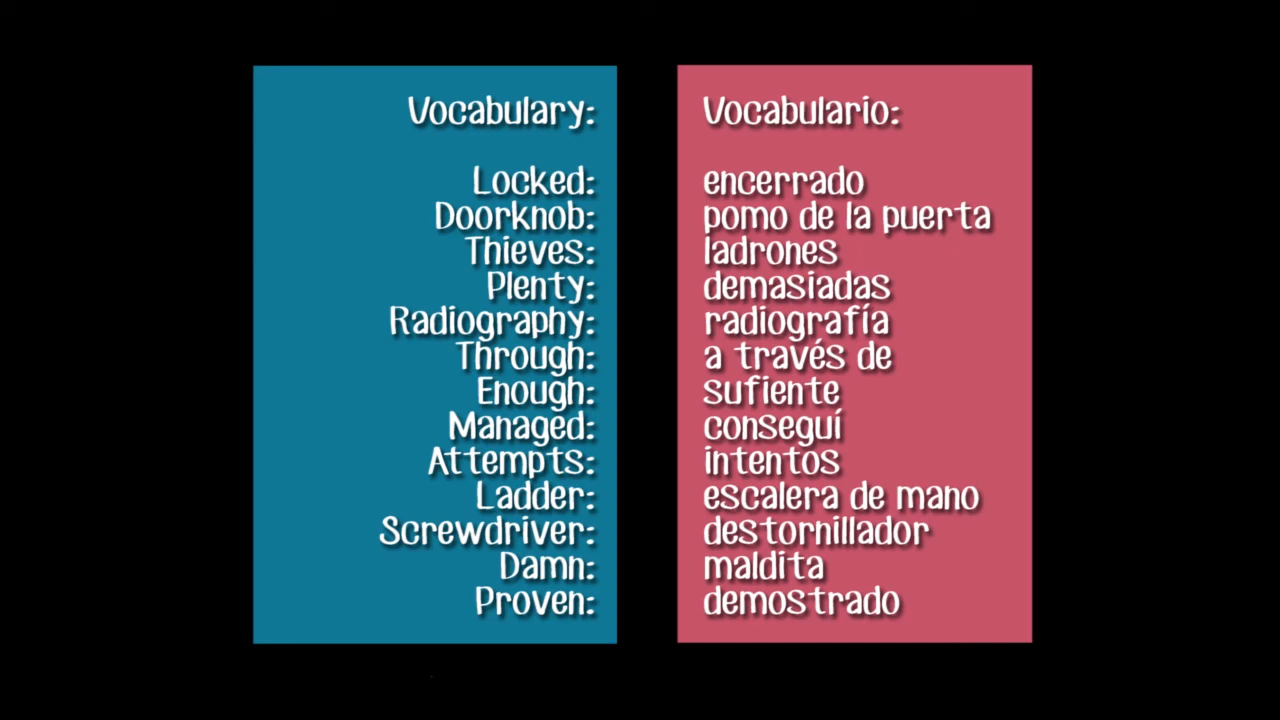 Vocabulary:
Locked:
Doorknob:
Thieves:
Plenty:
Radiography:
Through:
Enough:
Managed:
Attempts:
Ladder:
Screwdriver:
Damn:
Proven:
Vocabulario:
encerrado
pomo de la puerta
ladrones
demasiadas
radiografía
a través de
sufiente
conseguí
intentos
escalera de mano
destornillador
maldita
demostrado